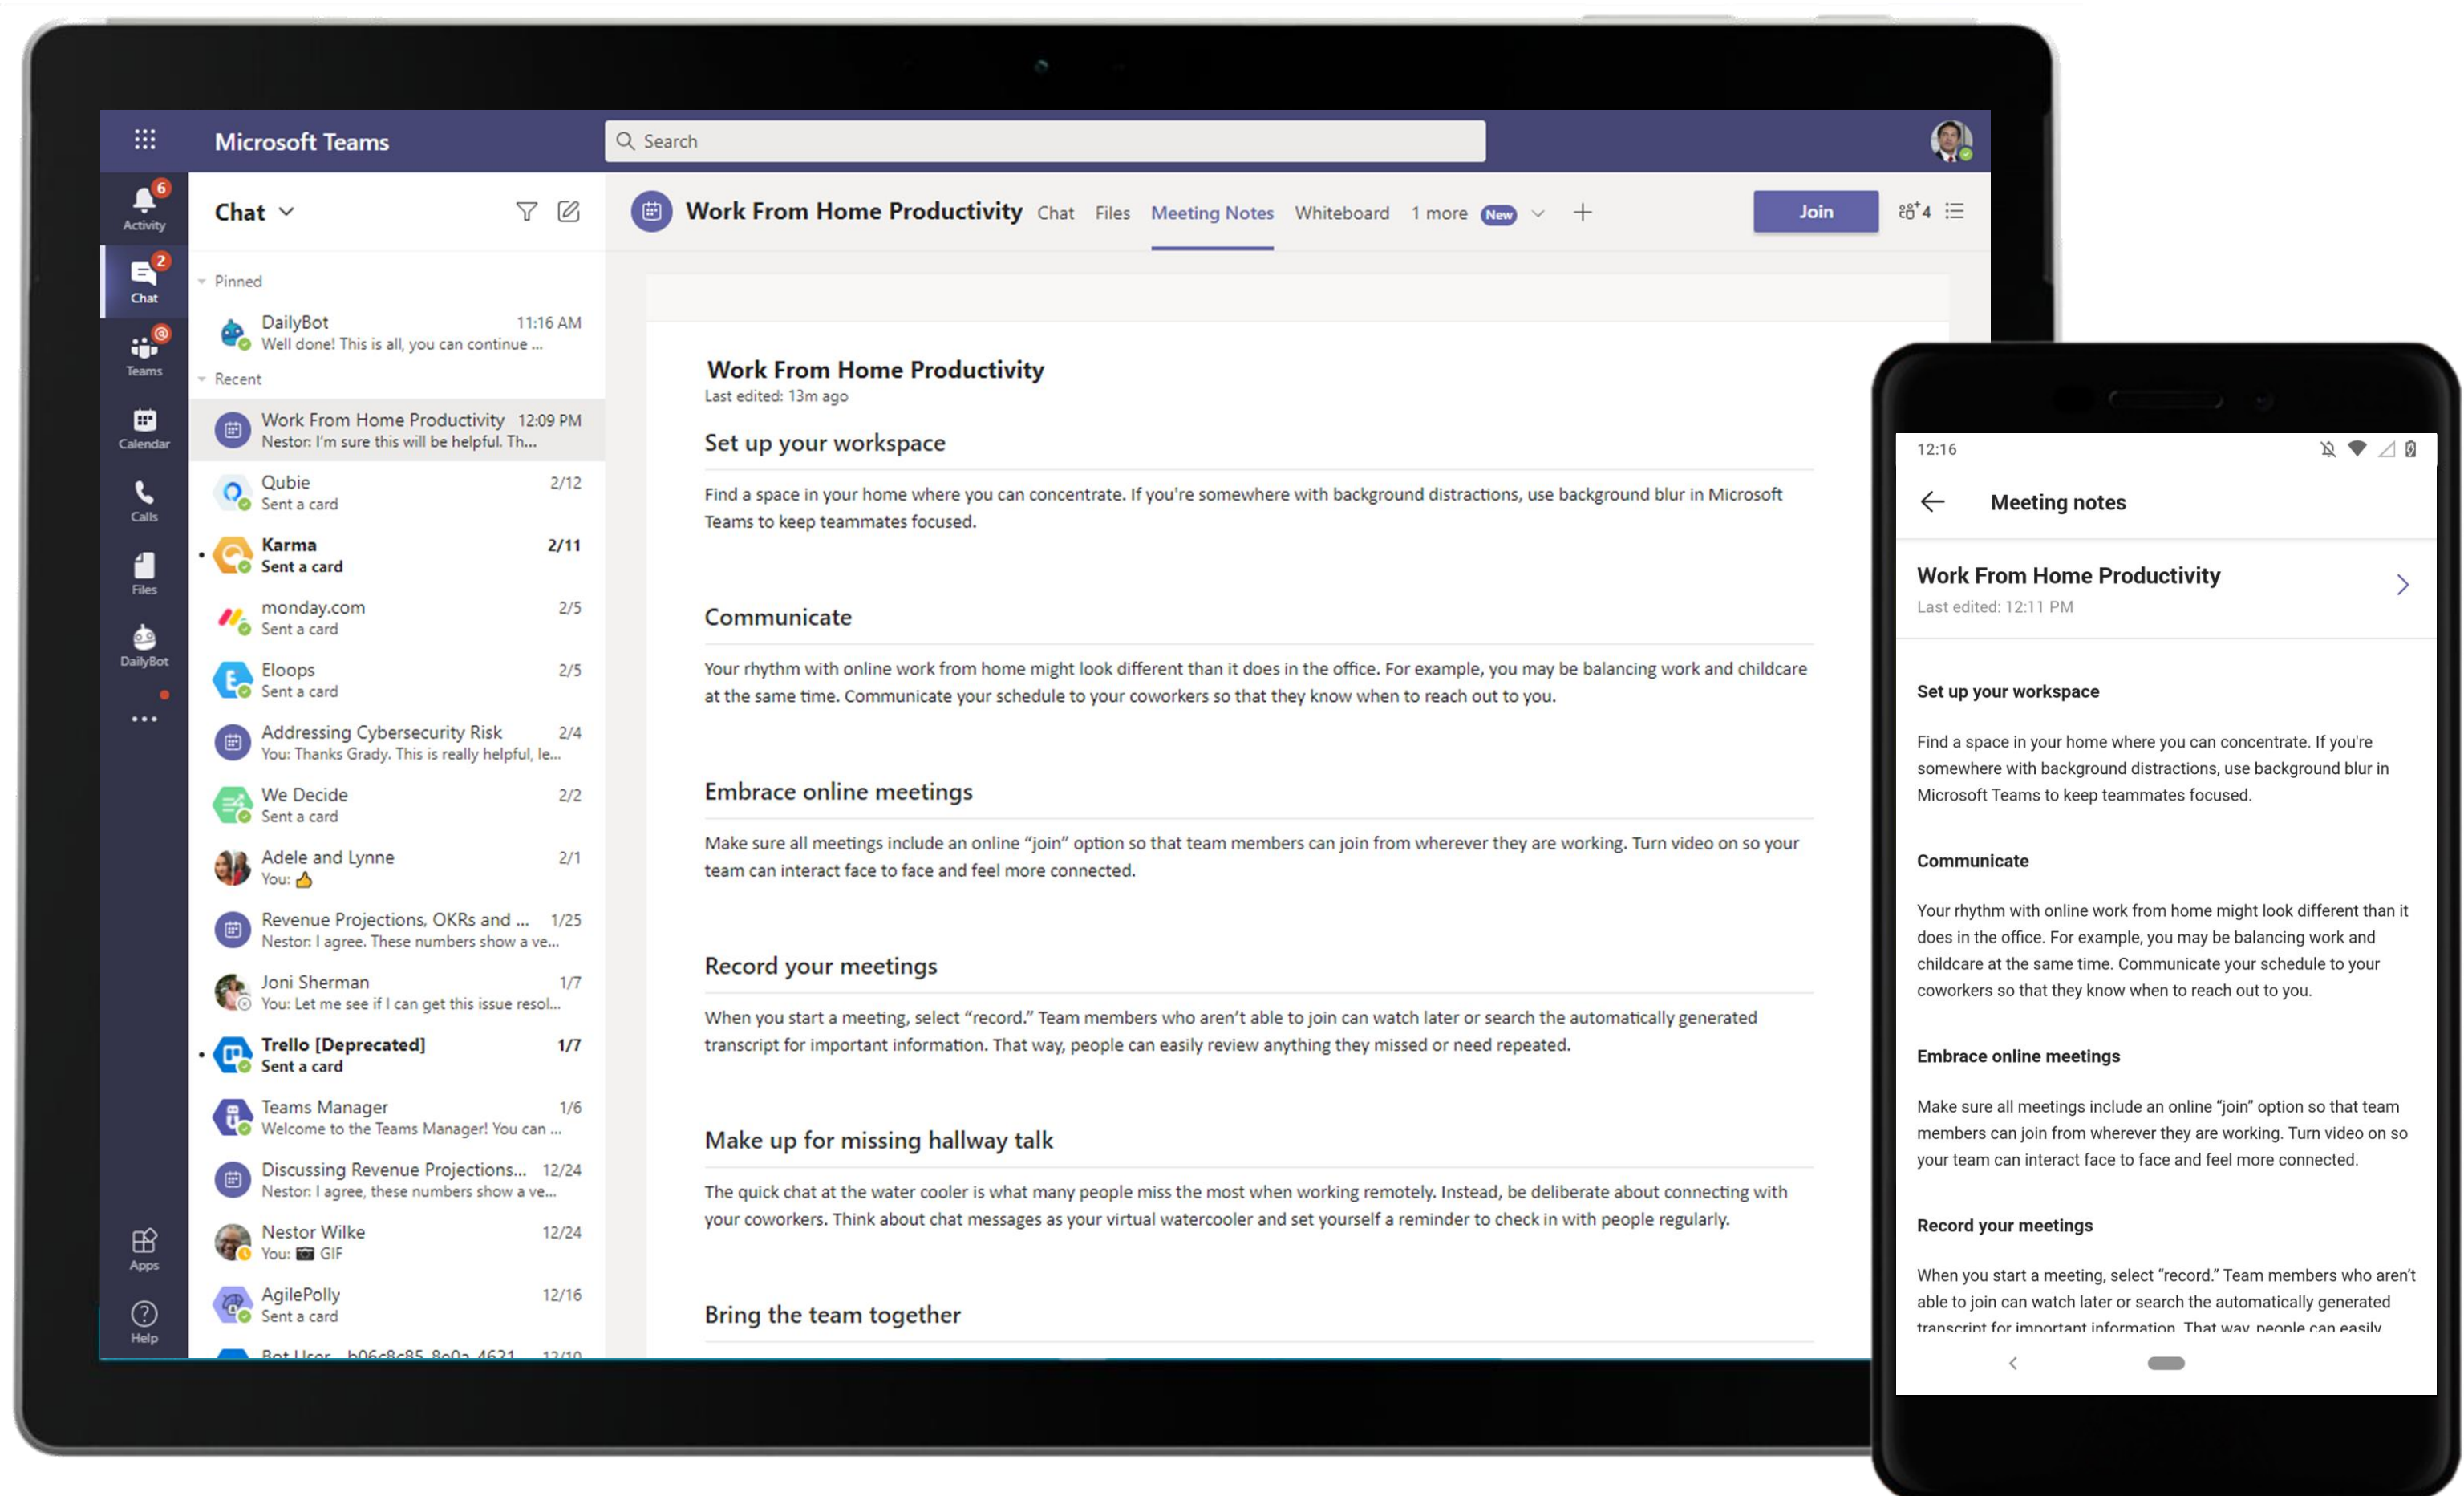 Microsoft Teams
Search
6
Activity
2
Chat
@
Teams
Calendar
Calls
Files
DailyBot
Apps
Help
Chat
Pinned
DailyBot 11:16 AM
Well done! This is all, you can continue ...
Recent
Work From Home Productivity 12:09 PM
Nestor: I'm sure this will be helpful. Th...
Qubie 2/12
Sent a card
Karma 2/11
Sent a card
monday.com 2/5
Sent a card
Eloops 2/5
Sent a card
Addressing Cybersecurity Risk 2/4
You: Thanks Grady. This is really helpful, le...
We Decide 2/2
Sent a card
Adele and Lynne 2/1
You: 👍
Revenue Projections, OKRs and ... 1/25
Nestor: I agree. These numbers show a ve...
Joni Sherman 1/7
You: Let me see if I can get this issue resol...
Trello [Deprecated] 1/7
Sent a card
Teams Manager 1/6
Welcome to the Teams Manager! You can ...
Discussing Revenue Projections... 12/24
Nestor: I agree, these numbers show a ve...
Nestor Wilke 12/24
You: 📷 GIF
AgilePolly 12/16
Sent a card
Bot User 12/10
Work From Home Productivity Chat Files Meeting Notes Whiteboard 1 more New Join 4
Work From Home Productivity
Last edited: 13m ago
Set up your workspace
Find a space in your home where you can concentrate. If you're somewhere with background distractions, use background blur in Microsoft
Teams to keep teammates focused.
Communicate
Your rhythm with online work from home might look different than it does in the office. For example, you may be balancing work and childcare
at the same time. Communicate your schedule to your coworkers so that they know when to reach out to you.
Embrace online meetings
Make sure all meetings include an online “join” option so that team members can join from wherever they are working. Turn video on so your
team can interact face to face and feel more connected.
Record your meetings
When you start a meeting, select “record.” Team members who aren’t able to join can watch later or search the automatically generated
transcript for important information. That way, people can easily review anything they missed or need repeated.
Make up for missing hallway talk
The quick chat at the water cooler is what many people miss the most when working remotely. Instead, be deliberate about connecting with
your coworkers. Think about chat messages as your virtual watercooler and set yourself a reminder to check in with people regularly.
Bring the team together
12:16
Meeting notes
Work From Home Productivity
Last edited: 12:11 PM
Set up your workspace
Find a space in your home where you can concentrate. If you're
somewhere with background distractions, use background blur in
Microsoft Teams to keep teammates focused.
Communicate
Your rhythm with online work from home might look different than it
does in the office. For example, you may be balancing work and
childcare at the same time. Communicate your schedule to your
coworkers so that they know when to reach out to you.
Embrace online meetings
Make sure all meetings include an online “join” option so that team
members can join from wherever they are working. Turn video on so
your team can interact face to face and feel more connected.
Record your meetings
When you start a meeting, select “record.” Team members who aren’t
able to join can watch later or search the automatically generated
transcript for important information. That way, people can easily